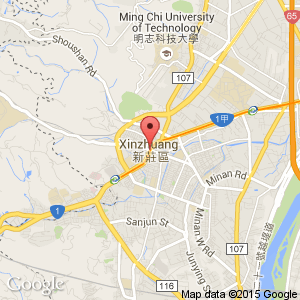 Ming Chi University
of Technology
明志科技大學
65
Shoushan Rd
107
1甲
Xinzhuang
新莊區
Minan Rd
1
Sanjun St
Minan W Rd
107
116
Junying
Google
Map data ©2015 Google